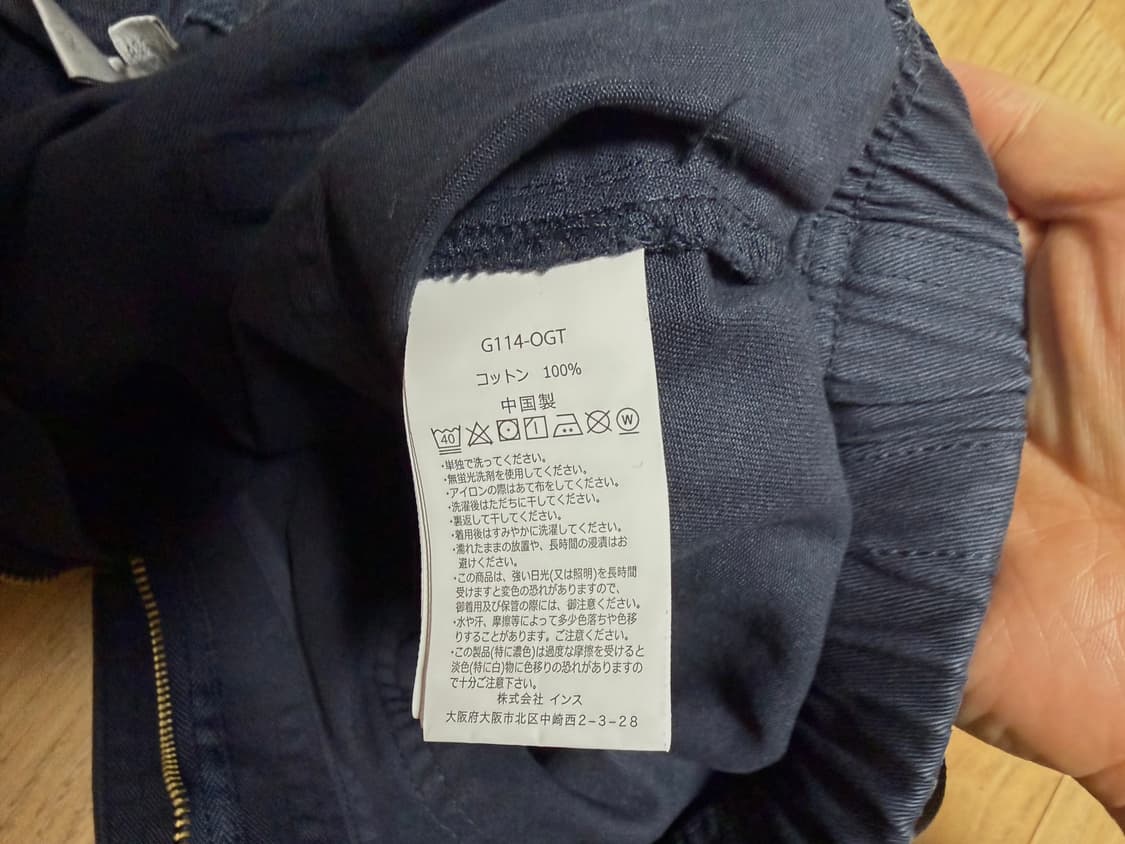 G114-OGT
コットン 100%
中国製
40 W
・単独で洗ってください。
・無蛍光洗剤を使用してください。
・アイロンの際はあて布をしてください。
・洗濯後はただちに干してください。
・裏返して干してください。
・着用後はすみやかに洗濯してください。
・濡れたままの放置や、長時間の浸漬はお
避けください。
・この商品は、強い日光(又は照明)を長時間
受けますと変色の恐れがありますので、
御着用及び保管の際には、御注意ください。
・水や汗、摩擦等によって多少色落ちや色移
りすることがあります。ご注意ください。
・この製品(特に濃色)は過度な摩擦を受けると
淡色(特に白)物に色移りの恐れがありますの
で十分ご注意下さい。
株式会社 インス
大阪府大阪市北区中崎西2-3-28